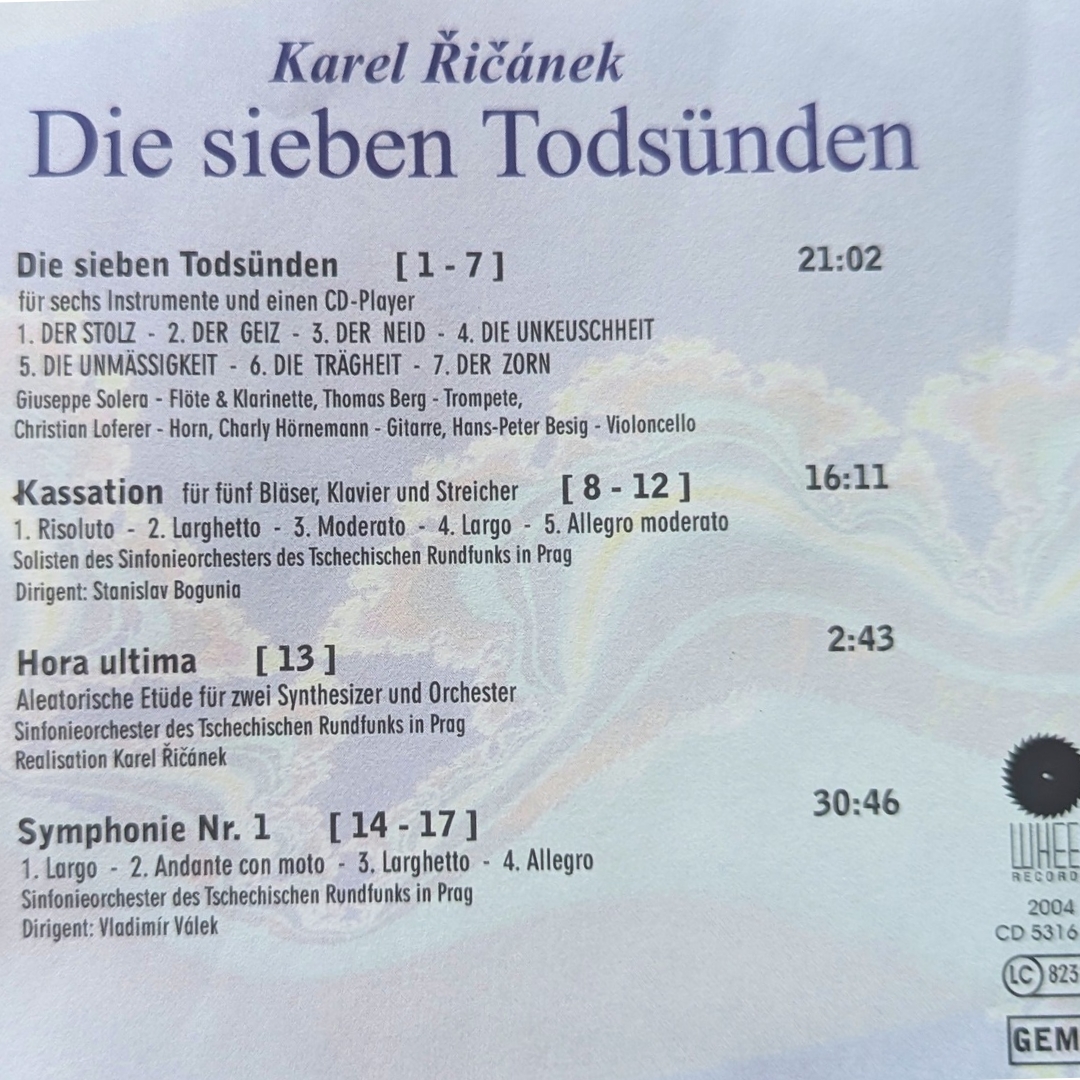 Karel Řičánek
Die sieben Todsünden
Die sieben Todsünden [ 1 - 7 ] 21:02
für sechs Instrumente und einen CD-Player
1. DER STOLZ - 2. DER GEIZ - 3. DER NEID - 4. DIE UNKEUSCHHEIT
5. DIE UNMÄSSIGKEIT - 6. DIE TRÄGHEIT - 7. DER ZORN
Giuseppe Solera - Flöte & Klarinette, Thomas Berg - Trompete,
Christian Loferer - Horn, Charly Hörnemann - Gitarre, Hans-Peter Besig - Violoncello
Kassation für fünf Bläser, Klavier und Streicher [ 8 - 12 ] 16:11
1. Risoluto - 2. Larghetto - 3. Moderato - 4. Largo - 5. Allegro moderato
Solisten des Sinfonieorchesters des Tschechischen Rundfunks in Prag
Dirigent: Stanislav Bogunia
Hora ultima [ 13 ] 2:43
Aleatorische Etüde für zwei Synthesizer und Orchester
Sinfonieorchester des Tschechischen Rundfunks in Prag
Realisation Karel Řičánek
Symphonie Nr. 1 [ 14 - 17 ] 30:46
1. Largo - 2. Andante con moto - 3. Larghetto - 4. Allegro
Sinfonieorchester des Tschechischen Rundfunks in Prag
Dirigent: Vladimír Válek
WHEE
RECORD
2004
CD 5316
LC 823
GEM